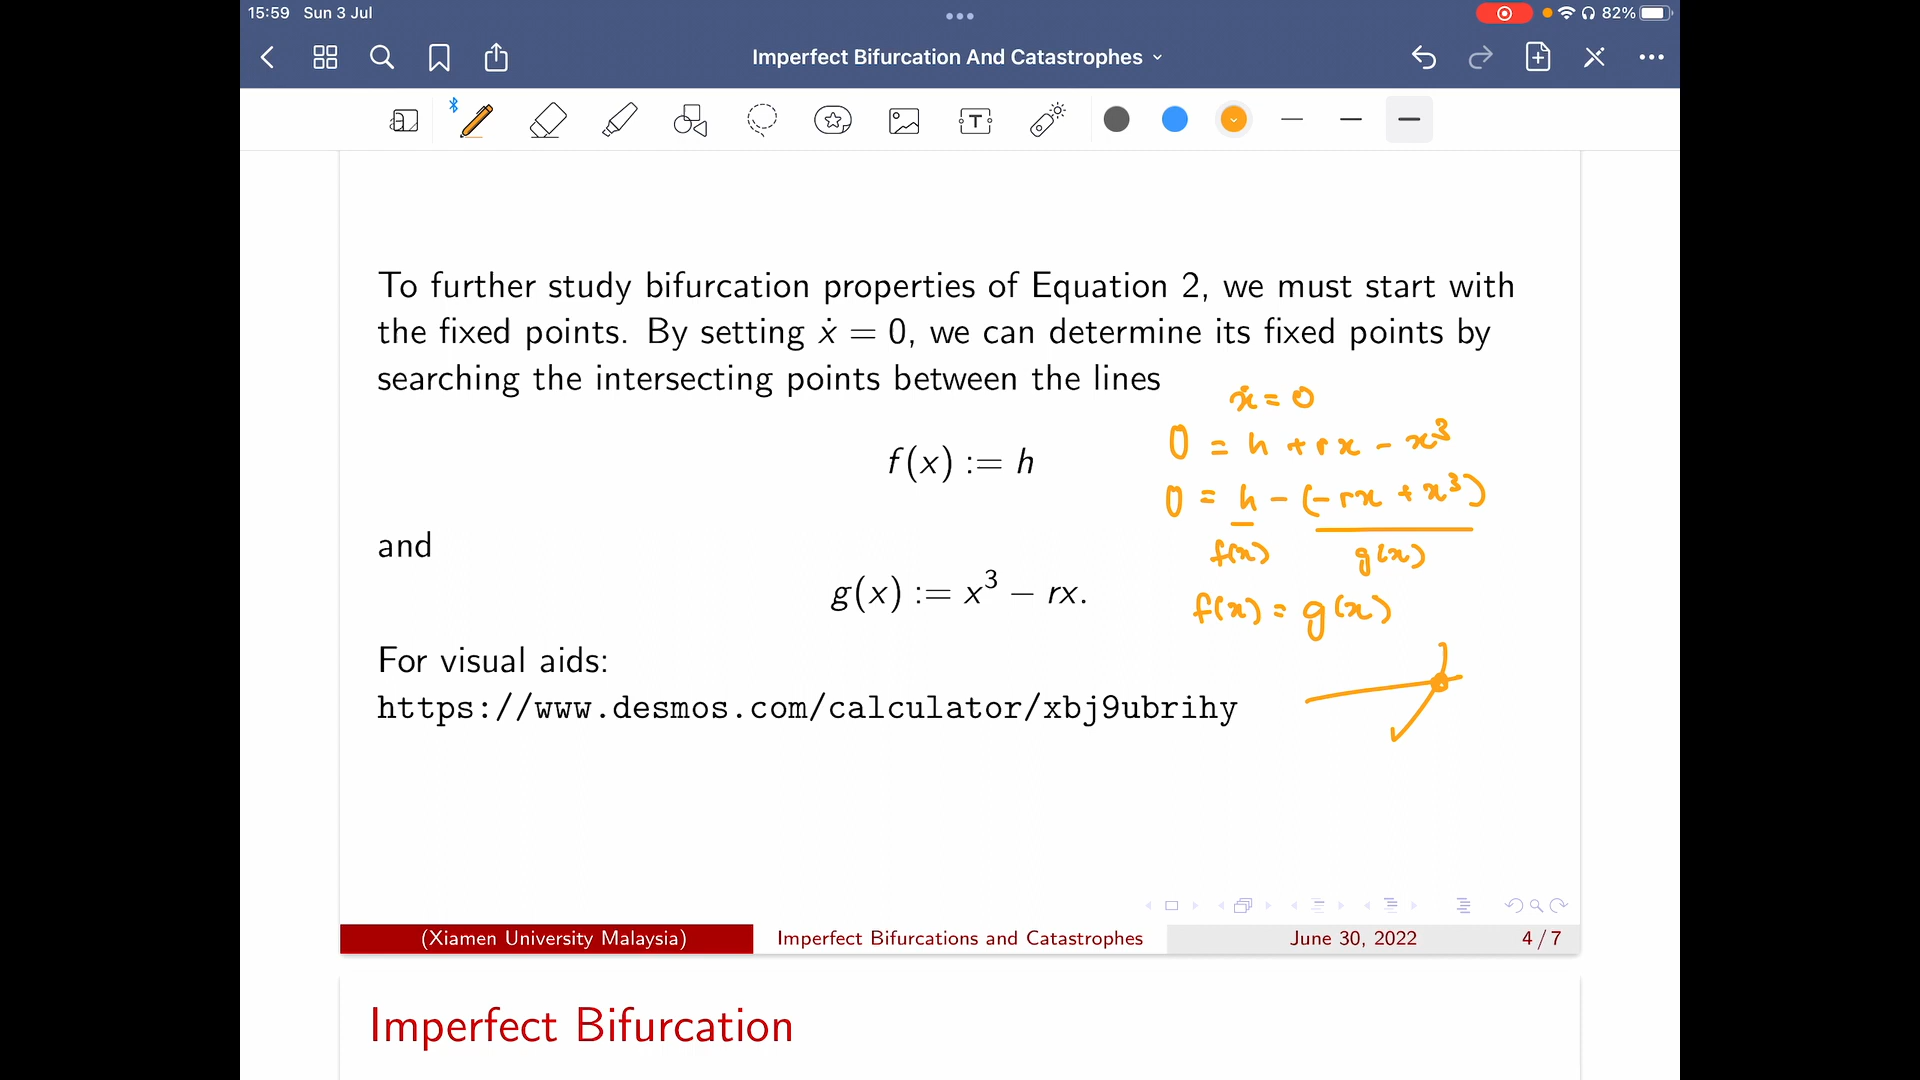 15:59 Sun 3 Jul
82%
Imperfect Bifurcation And Catastrophes
To further study bifurcation properties of Equation 2, we must start with
the fixed points. By setting ẋ = 0, we can determine its fixed points by
searching the intersecting points between the lines
ẋ = 0
0 = h + rx - x³
f(x) := h
0 = h - (-rx + x³)
f(x) g(x)
and
g(x) := x³ − rx.
f(x) = g(x)
For visual aids:
https://www.desmos.com/calculator/xbj9ubrihy
(Xiamen University Malaysia) Imperfect Bifurcations and Catastrophes June 30, 2022 4 / 7
Imperfect Bifurcation